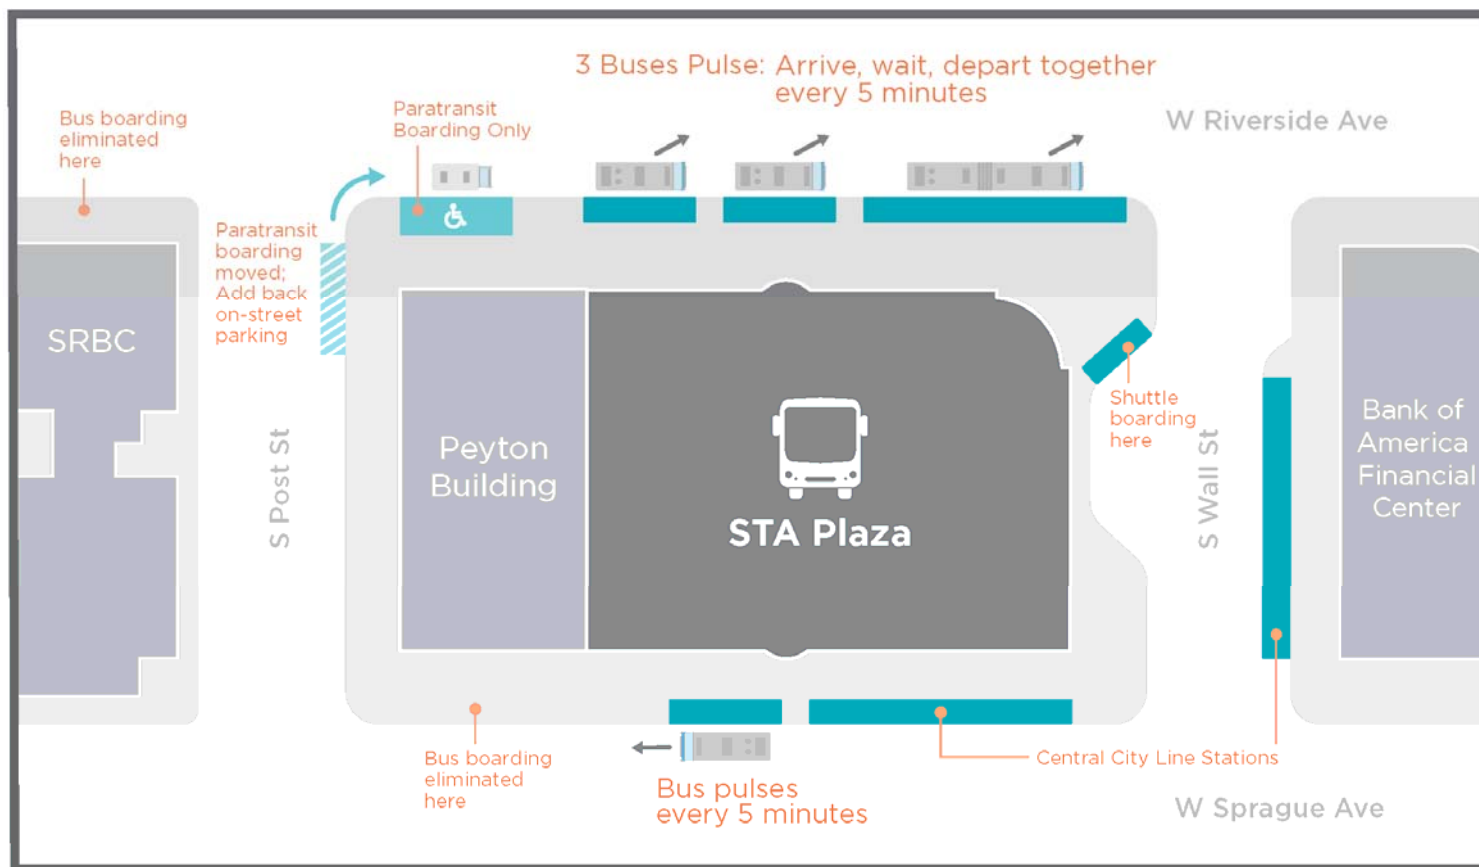 3 Buses Pulse: Arrive, wait, depart together
every 5 minutes
W Riverside Ave
Bus boarding
eliminated
here
Paratransit
Boarding Only
Paratransit
boarding
moved;
Add back
on-street
parking
SRBC
S Post St
Peyton
Building
STA Plaza
Shuttle
boarding
here
S Wall St
Bank of
America
Financial
Center
Bus boarding
eliminated
here
Bus pulses
every 5 minutes
Central City Line Stations
W Sprague Ave